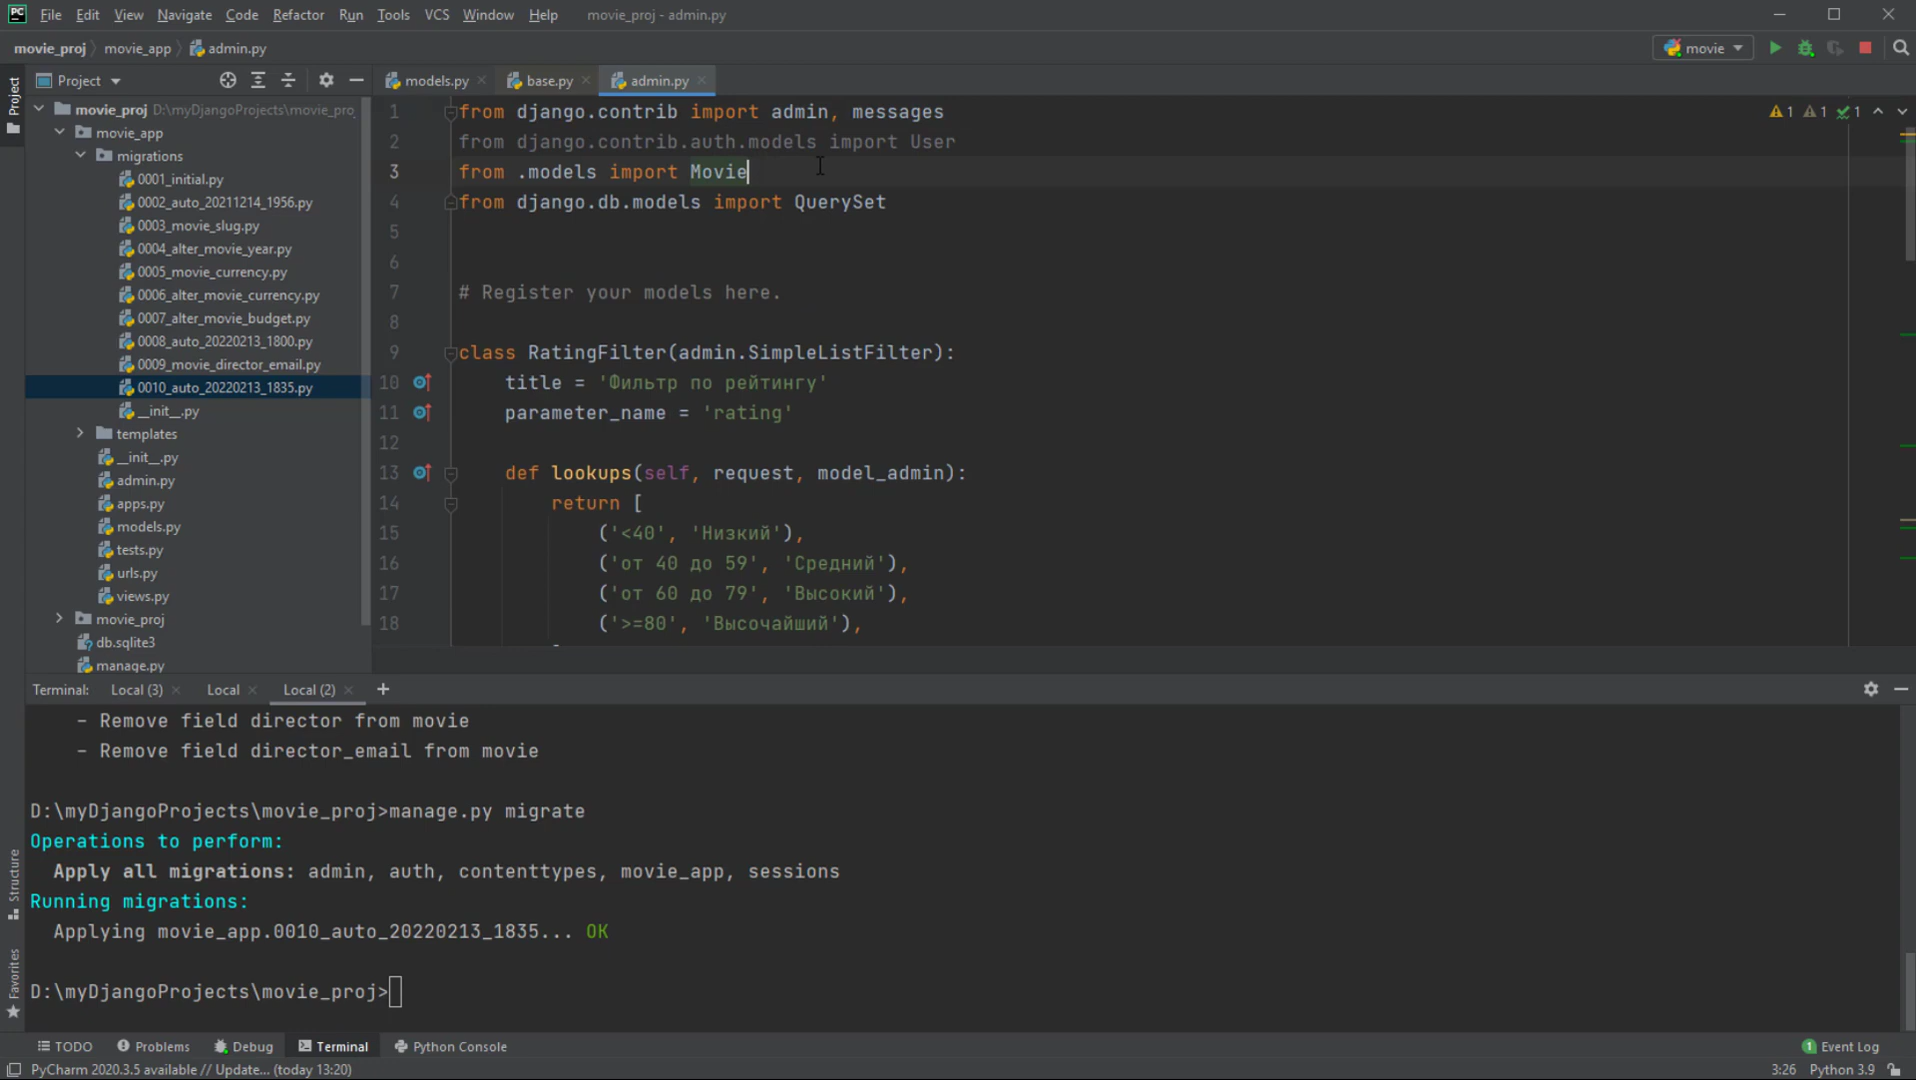 File Edit View Navigate Code Refactor Run Tools VCS Window Help movie_proj - admin.py
movie_proj movie_app admin.py movie
Project models.py base.py admin.py
Project
movie_proj D:\myDjangoProjects\movie_proj
movie_app
migrations
0001_initial.py
0002_auto_20211214_1956.py
0003_movie_slug.py
0004_alter_movie_year.py
0005_movie_currency.py
0006_alter_movie_currency.py
0007_alter_movie_budget.py
0008_auto_20220213_1800.py
0009_movie_director_email.py
0010_auto_20220213_1835.py
__init__.py
templates
__init__.py
admin.py
apps.py
models.py
tests.py
urls.py
views.py
movie_proj
db.sqlite3
manage.py
1 from django.contrib import admin, messages
2 from django.contrib.auth.models import User
3 from .models import Movie
4 from django.db.models import QuerySet
5
6
7 # Register your models here.
8
9 class RatingFilter(admin.SimpleListFilter):
10 title = 'Фильтр по рейтингу'
11 parameter_name = 'rating'
12
13 def lookups(self, request, model_admin):
14 return [
15 ('<40', 'Низкий'),
16 ('от 40 до 59', 'Средний'),
17 ('от 60 до 79', 'Высокий'),
18 ('>=80', 'Высочайший'),
1 1 1
Terminal: Local (3) Local Local (2)
- Remove field director from movie
- Remove field director_email from movie
D:\myDjangoProjects\movie_proj>manage.py migrate
Operations to perform:
Apply all migrations: admin, auth, contenttypes, movie_app, sessions
Running migrations:
Applying movie_app.0010_auto_20220213_1835... OK
D:\myDjangoProjects\movie_proj>
Structure
Favorites
TODO Problems Debug Terminal Python Console 1 Event Log
PyCharm 2020.3.5 available // Update... (today 13:20) 3:26 Python 3.9